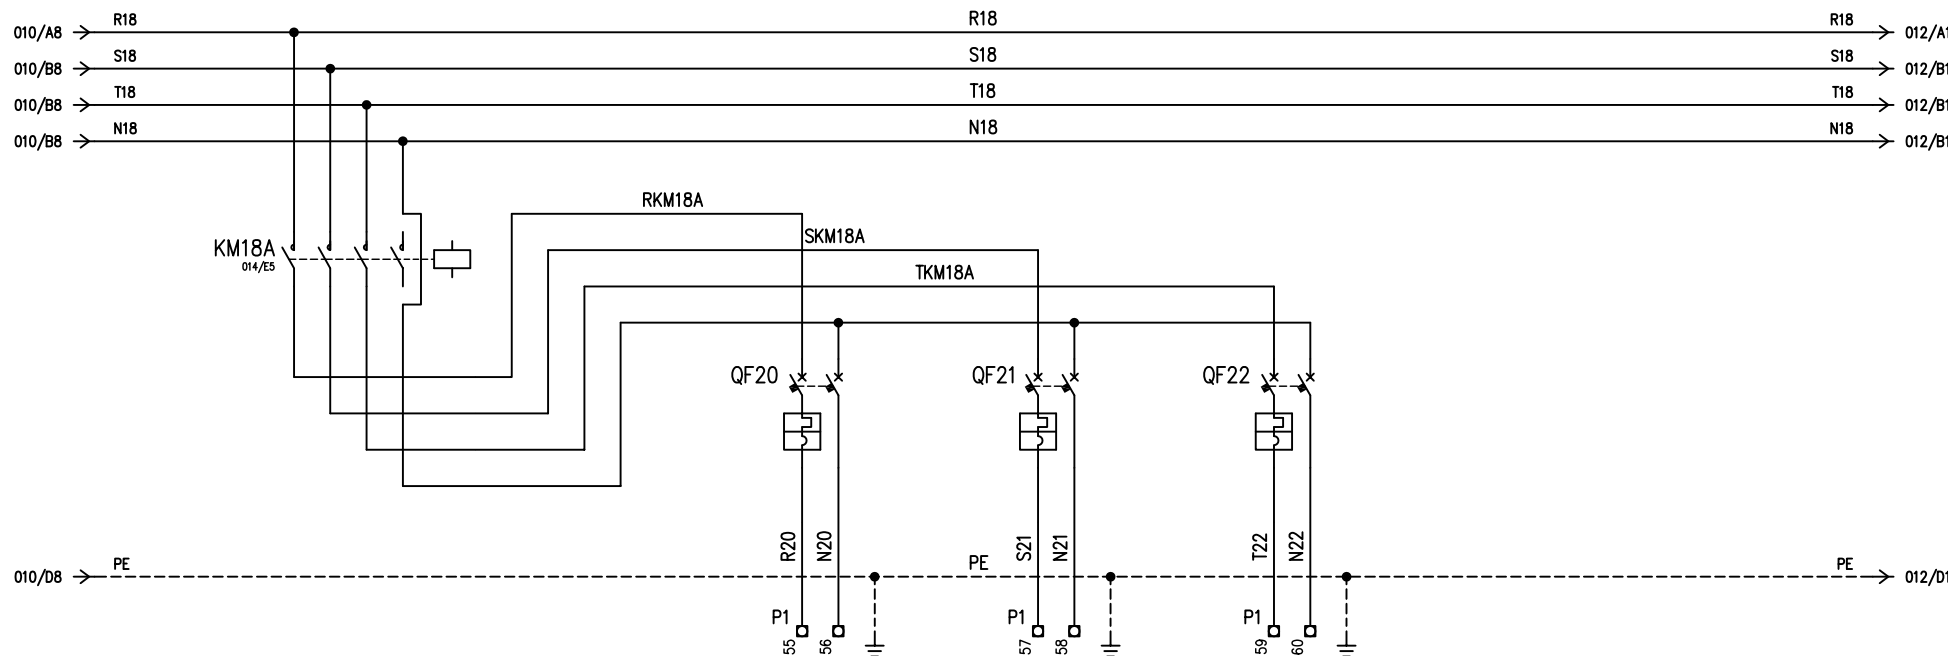 R18 R18 R18
010/A8 012/A1
S18 S18 S18
010/B8 012/B1
T18 T18 T18
010/B8 012/B1
N18 N18 N18
010/B8 012/B1
RKM18A
SKM18A
KM18A
014/E5
TKM18A
QF20 QF21 QF22
R20 N20 S21 N21 T22 N22
PE PE PE
010/D8 012/D1
P1 P1 P1
55 56 57 58 59 60